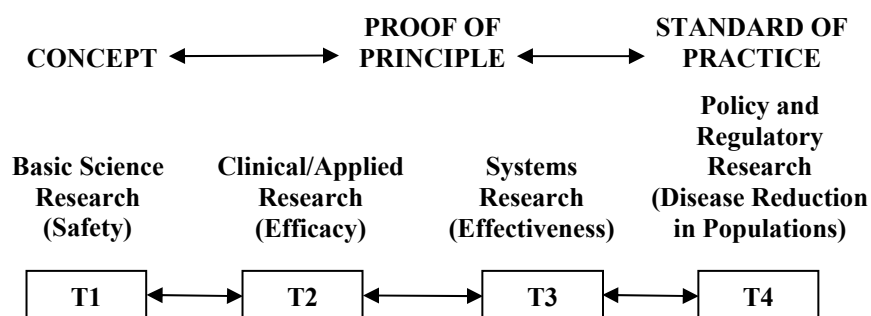 CONCEPT
PROOF OF
PRINCIPLE
STANDARD OF
PRACTICE
Basic Science
Research
(Safety)
Clinical/Applied
Research
(Efficacy)
Systems
Research
(Effectiveness)
Policy and
Regulatory
Research
(Disease Reduction
in Populations)
T1
T2
T3
T4